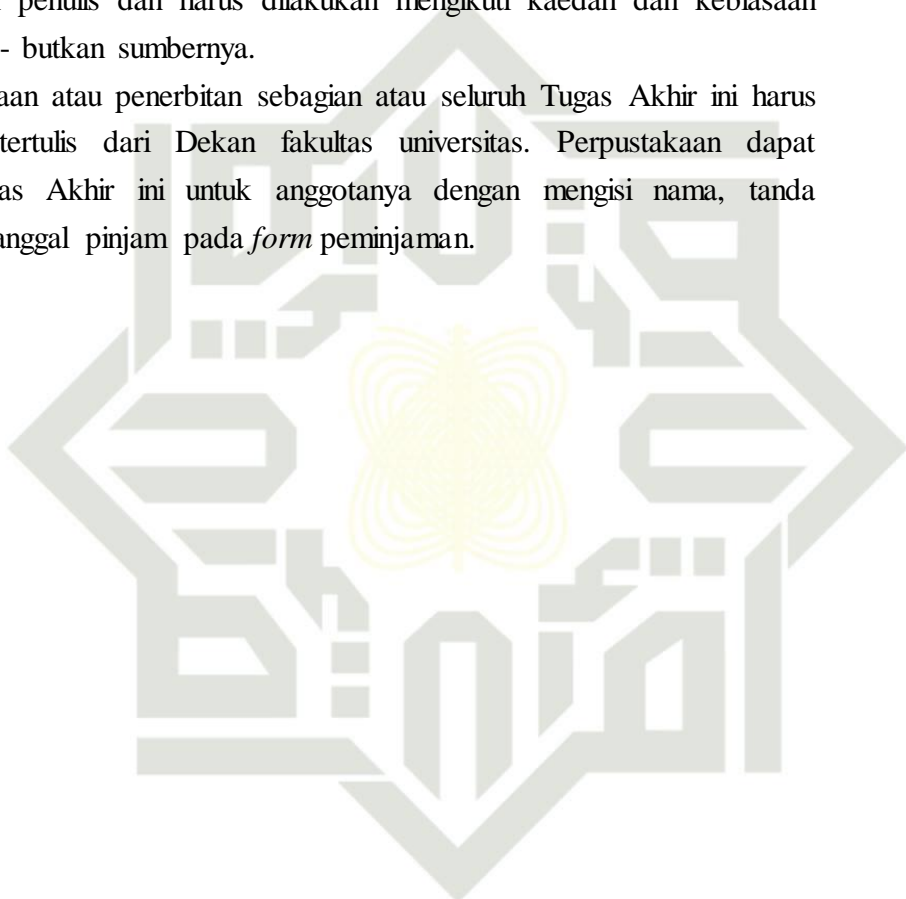 penulis dan harus dilakukan mengikuti kaedah dan kebiasaan
- butkan sumbernya.
aan atau penerbitan sebagian atau seluruh Tugas Akhir ini harus
tertulis dari Dekan fakultas universitas. Perpustakaan dapat
as Akhir ini untuk anggotanya dengan mengisi nama, tanda
anggal pinjam pada form peminjaman.